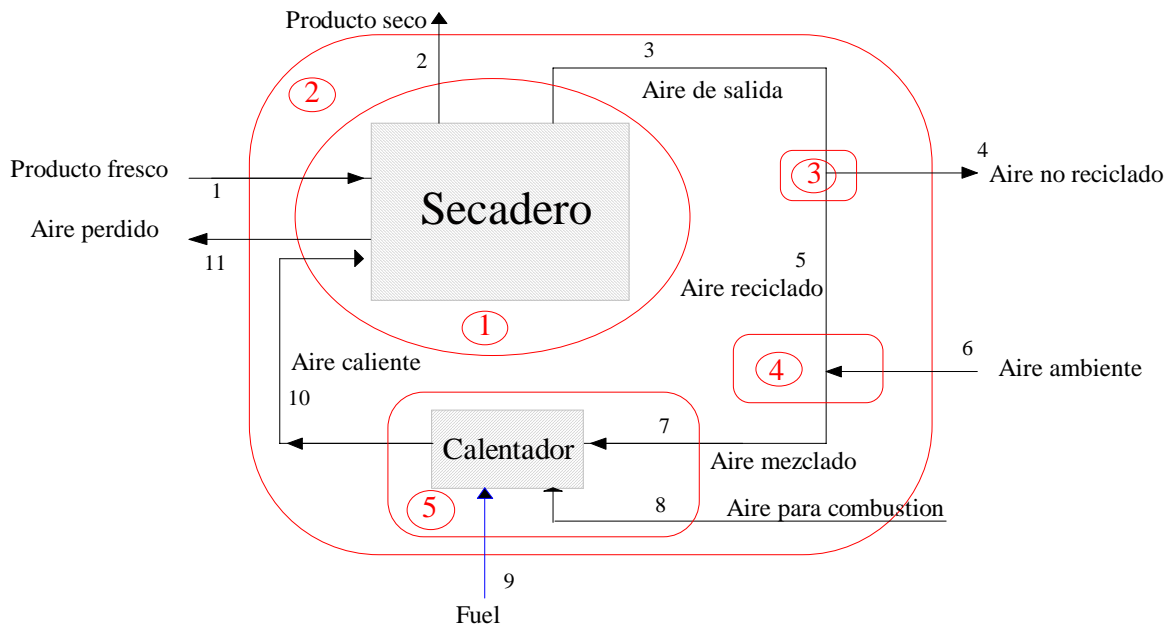 Producto seco
2
3
Aire de salida
2
Producto fresco
1
Aire perdido
11
Secadero
1
3
4
Aire no reciclado
5
Aire reciclado
4
6
Aire ambiente
Aire caliente
10
Calentador
7
Aire mezclado
5
8
Aire para combustion
9
Fuel